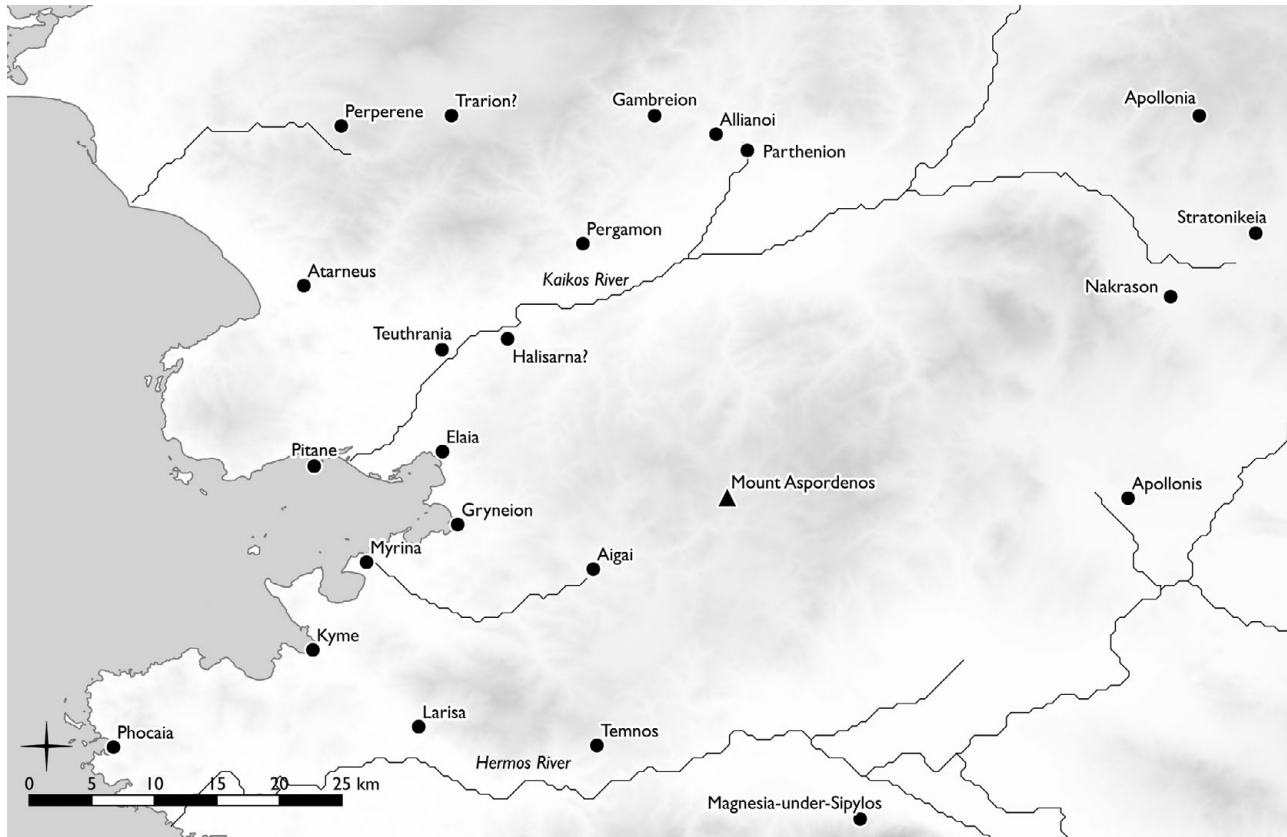 Perperene
Trarion?
Gambreion
Allianoi
Parthenion
Apollonia
Stratonikeia
Pergamon
Kaikos River
Atarneus
Nakrason
Teuthrania
Halisarna?
Elaia
Pitane
Mount Aspordenos
Apollonis
Gryneion
Myrina
Aigai
Kyme
Larisa
Temnos
Phocaia
Hermos River
0 5 10 15 20 25 km
Magnesia-under-Sipylos